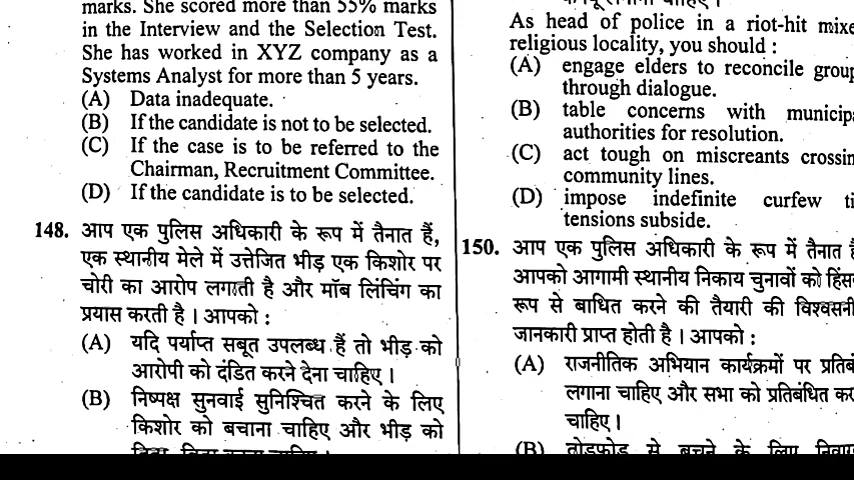 marks. She scored more than 55% marks
in the Interview and the Selection Test.
She has worked in XYZ company as a
Systems Analyst for more than 5 years.
(A) Data inadequate.
(B) If the candidate is not to be selected.
(C) If the case is to be referred to the
Chairman, Recruitment Committee.
(D) If the candidate is to be selected.
148. आप एक पुलिस अधिकारी के रूप में तैनात हैं,
एक स्थानीय मेले में उत्तेजित भीड़ एक किशोर पर
चोरी का आरोप लगाती है और मॉब लिंचिंग का
प्रयास करती है । आपको :
(A) यदि पर्याप्त सबूत उपलब्ध हैं तो भीड़ को
आरोपी को दंडित करने देना चाहिए ।
(B) निष्पक्ष सुनवाई सुनिश्चित करने के लिए
किशोर को बचाना चाहिए और भीड़ को
As head of police in a riot-hit mixe
religious locality, you should :
(A) engage elders to reconcile group
through dialogue.
(B) table concerns with municipa
authorities for resolution.
(C) act tough on miscreants crossin
community lines.
(D) impose indefinite curfew ti
tensions subside.
150. आप एक पुलिस अधिकारी के रूप में तैनात
आपको आगामी स्थानीय निकाय चुनावों को हिंस
रूप से बाधित करने की तैयारी की विश्वसनी
जानकारी प्राप्त होती है । आपको :
(A) राजनीतिक अभियान कार्यक्रमों पर प्रतिबं
लगाना चाहिए और सभा को प्रतिबंधित कर
चाहिए ।
(B) तोड़फोड़ से बचने के लिए